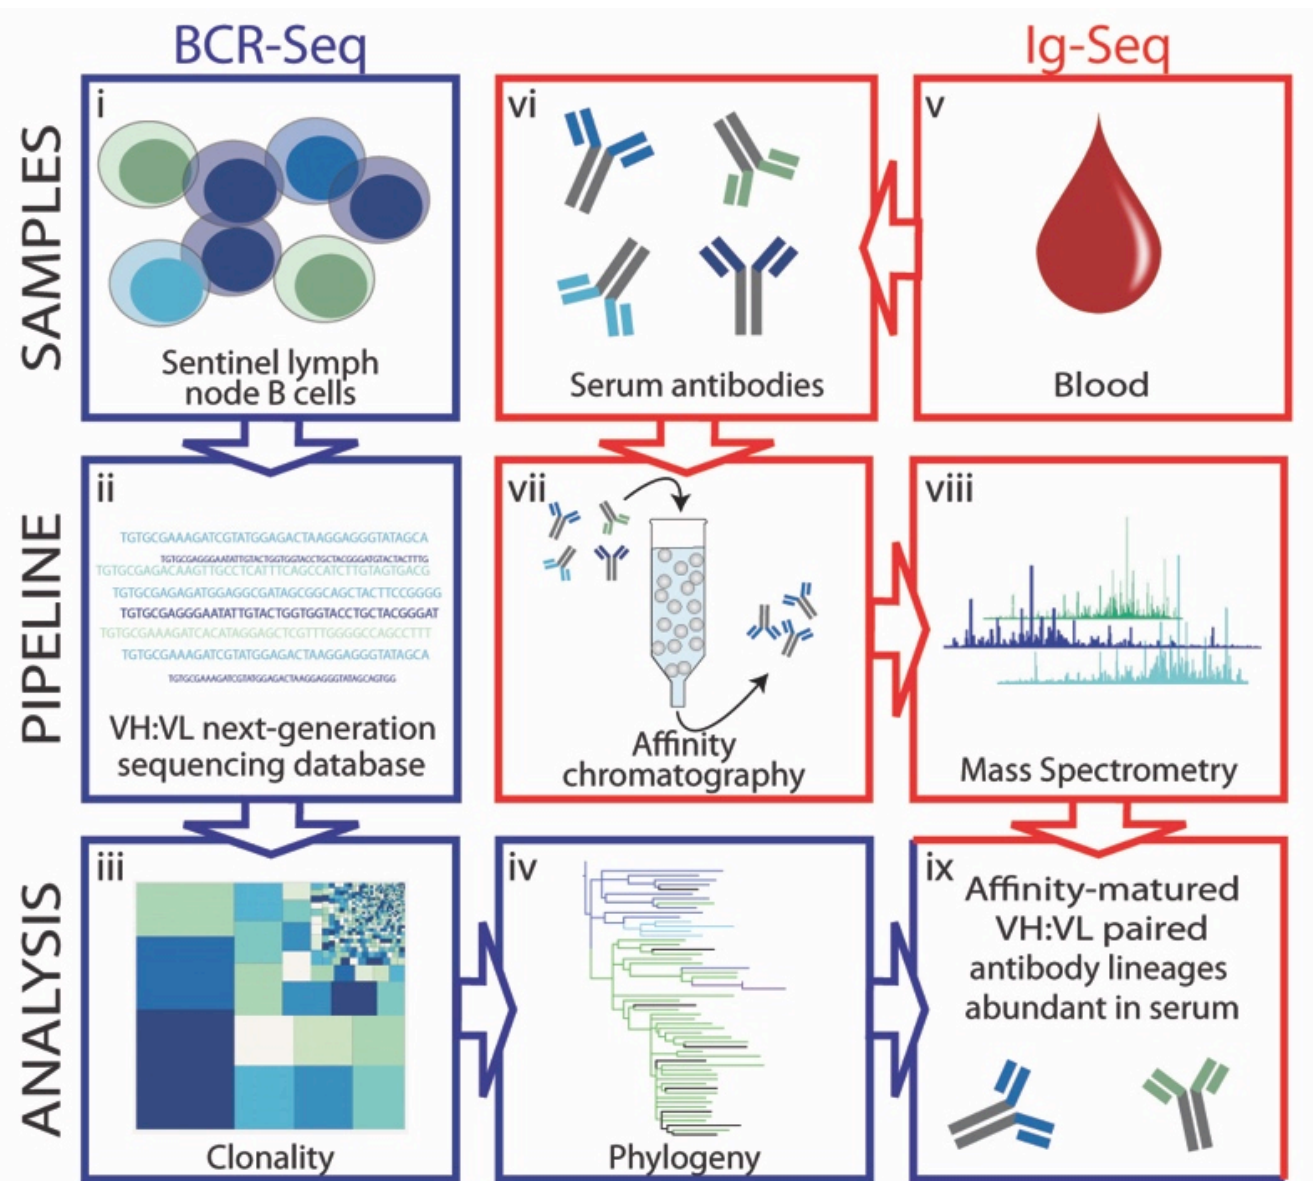 BCR-Seq
Ig-Seq
SAMPLES
i
Sentinel lymph
node B cells
vi
Serum antibodies
v
Blood
PIPELINE
ii
TGTGCGAAAGATCGTATGGAGACTAAGGAGGGTATAGCA
TGTGCGAGGGAATATTGTACTGGTGGTACCTGCTACGGGATGTACTACTTTG
TGTGCGAGACAAGTTGCCTCATTTCAGCCATCTTGTAGTGACG
TGTGCGAGAGATGGAGGCGATAGCGGCAGCTACTTCCGGGG
TGTGCGAGGGAATATTGTACTGGTGGTACCTGCTACGGGAT
TGTGCGAAAGATCACATAGGAGCTCGTTTGGGGCCAGCCTTT
TGTGCGAAAGATCGTATGGAGACTAAGGAGGGTATAGCA
TGTGCGAAAGATCGTATGGAGACTAAGGAGGGTATAGCAGTGG
VH:VL next-generation
sequencing database
vii
Affinity
chromatography
viii
Mass Spectrometry
ANALYSIS
iii
Clonality
iv
Phylogeny
ix
Affinity-matured
VH:VL paired
antibody lineages
abundant in serum